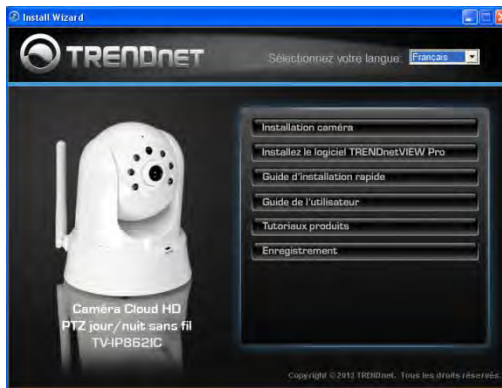 Install Wizard
TRENDNET
Sélectionnez votre langue: Français
Installation caméra
Installez le logiciel TRENDnetVIEW Pro
Guide d'installation rapide
Guide de l'utilisateur
Tutoriaux produits
Enregistrement
Caméra Cloud HD
PTZ jour/nuit sans fil
TV-IP862IC
Copyright © 2013 TRENDnet. Tous les droits réservés.